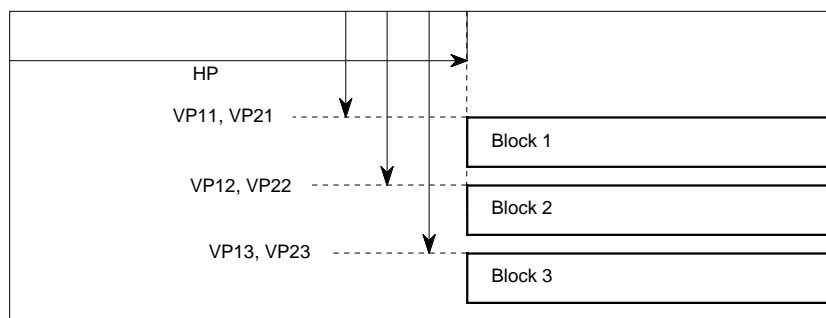 HP
VP11, VP21
Block 1
VP12, VP22
Block 2
VP13, VP23
Block 3